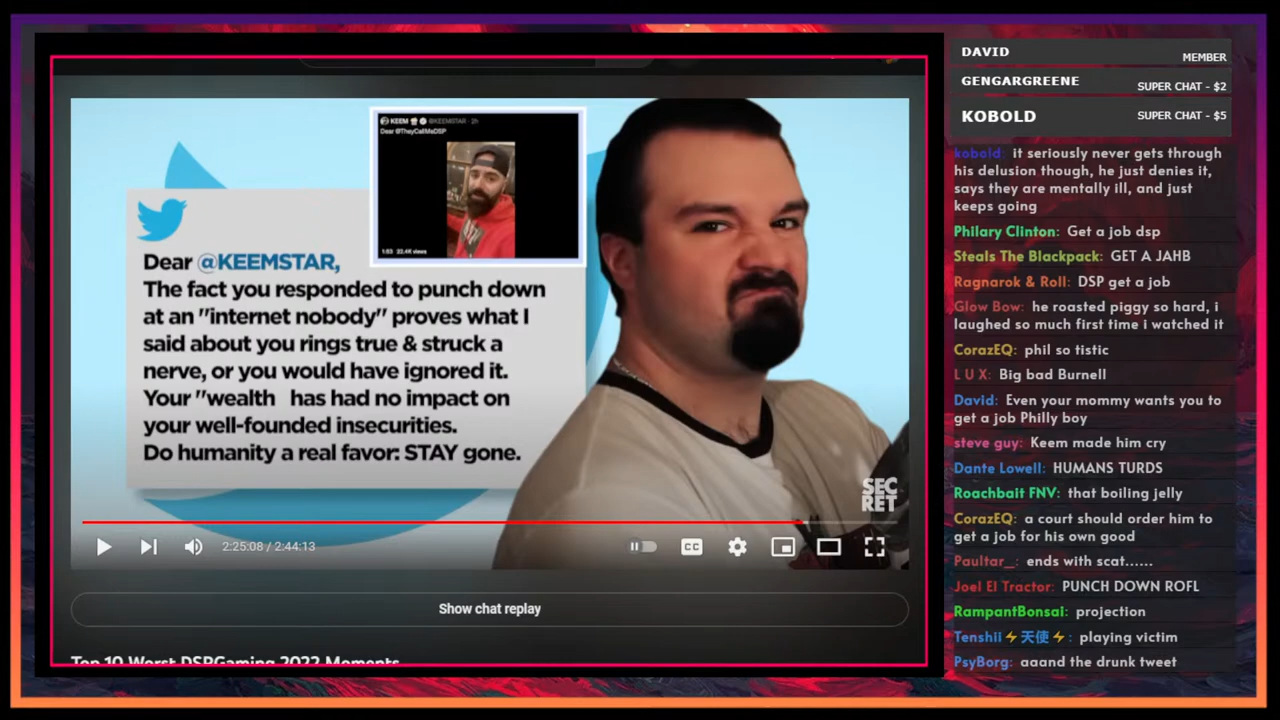 KEEM @KEEMSTAR · 2h
Dear @TheyCallMeDSP
1:03 22.4K views
Dear @KEEMSTAR,
The fact you responded to punch down
at an "internet nobody" proves what I
said about you rings true & struck a
nerve, or you would have ignored it.
Your "wealth has had no impact on
your well-founded insecurities.
Do humanity a real favor: STAY gone.
SEC
RET
2:25:08 / 2:44:13
CC
Show chat replay
Top 10 Worst DSPGaming 2022 Moments
DAVID
MEMBER
GENGARGREENE
SUPER CHAT - $2
KOBOLD
SUPER CHAT - $5
kobold: it seriously never gets through
his delusion though, he just denies it,
says they are mentally ill, and just
keeps going
Philary Clinton: Get a job dsp
Steals The Blackpack: GET A JAHB
Ragnarok & Roll: DSP get a job
Glow Bow: he roasted piggy so hard, i
laughed so much first time i watched it
CorazEQ: phil so tistic
L U X: Big bad Burnell
David: Even your mommy wants you to
get a job Philly boy
steve guy: Keem made him cry
Dante Lowell: HUMANS TURDS
Roachbait FNV: that boiling jelly
CorazEQ: a court should order him to
get a job for his own good
Paultar_: ends with scat......
Joel El Tractor: PUNCH DOWN ROFL
RampantBonsai: projection
Tenshii⚡天使⚡: playing victim
PsyBorg: aaand the drunk tweet